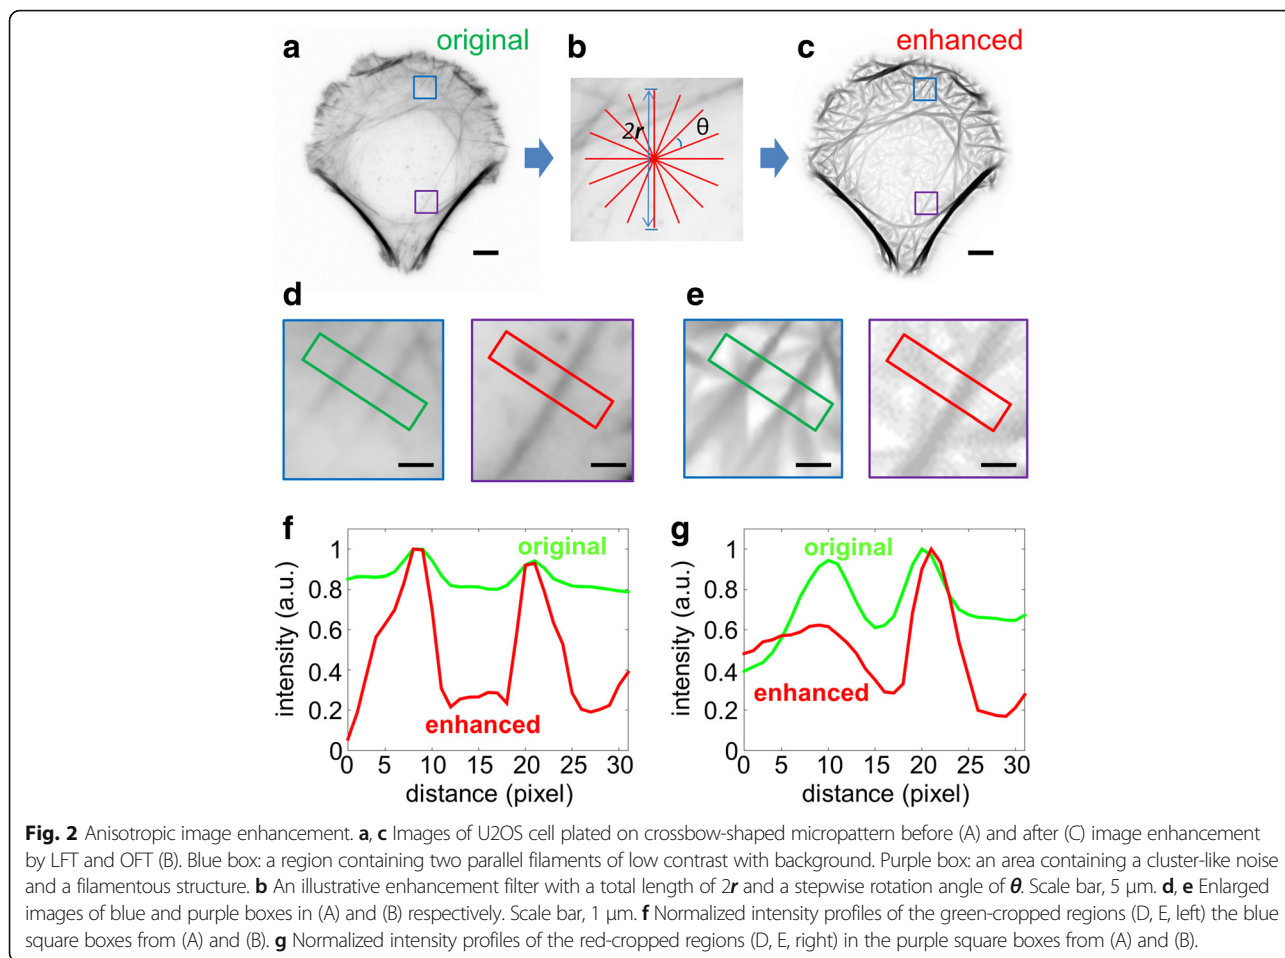 a original
b
c enhanced
2r
θ
d
e
f
original
enhanced
intensity (a.u.)
1
0.8
0.6
0.4
0.2
0
0 5 10 15 20 25 30
distance (pixel)
g
original
enhanced
intensity (a.u.)
1
0.8
0.6
0.4
0.2
0
0 5 10 15 20 25 30
distance (pixel)
Fig. 2 Anisotropic image enhancement. a, c Images of U2OS cell plated on crossbow-shaped micropattern before (A) and after (C) image enhancement
by LFT and OFT (B). Blue box: a region containing two parallel filaments of low contrast with background. Purple box: an area containing a cluster-like noise
and a filamentous structure. b An illustrative enhancement filter with a total length of 2r and a stepwise rotation angle of θ. Scale bar, 5 μm. d, e Enlarged
images of blue and purple boxes in (A) and (B) respectively. Scale bar, 1 μm. f Normalized intensity profiles of the green-cropped regions (D, E, left) the blue
square boxes from (A) and (B). g Normalized intensity profiles of the red-cropped regions (D, E, right) in the purple square boxes from (A) and (B).